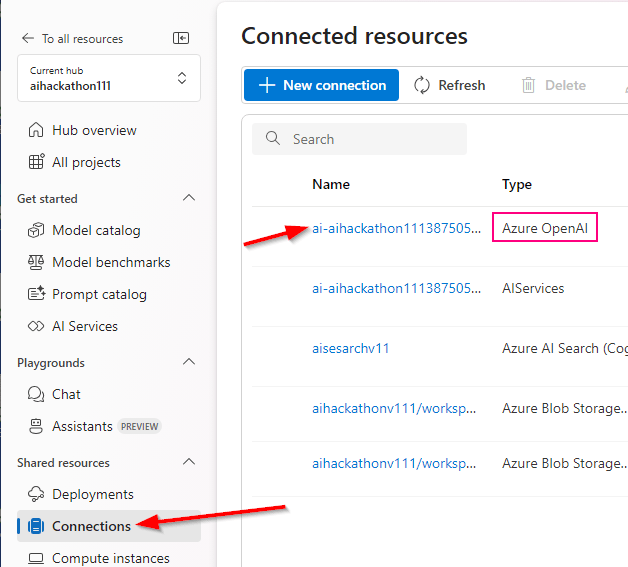 To all resources
Current hub
aihackathon111
Hub overview
All projects
Get started
Model catalog
Model benchmarks
Prompt catalog
AI Services
Playgrounds
Chat
Assistants PREVIEW
Shared resources
Deployments
Connections
Compute instances
Connected resources
New connection Refresh Delete
Search
Name Type
ai-aihackathon111387505... Azure OpenAI
ai-aihackathon111387505... AIServices
aisesarchv11 Azure AI Search (Cog
aihackathonv111/worksp... Azure Blob Storage..
aihackathonv111/worksp... Azure Blob Storage..